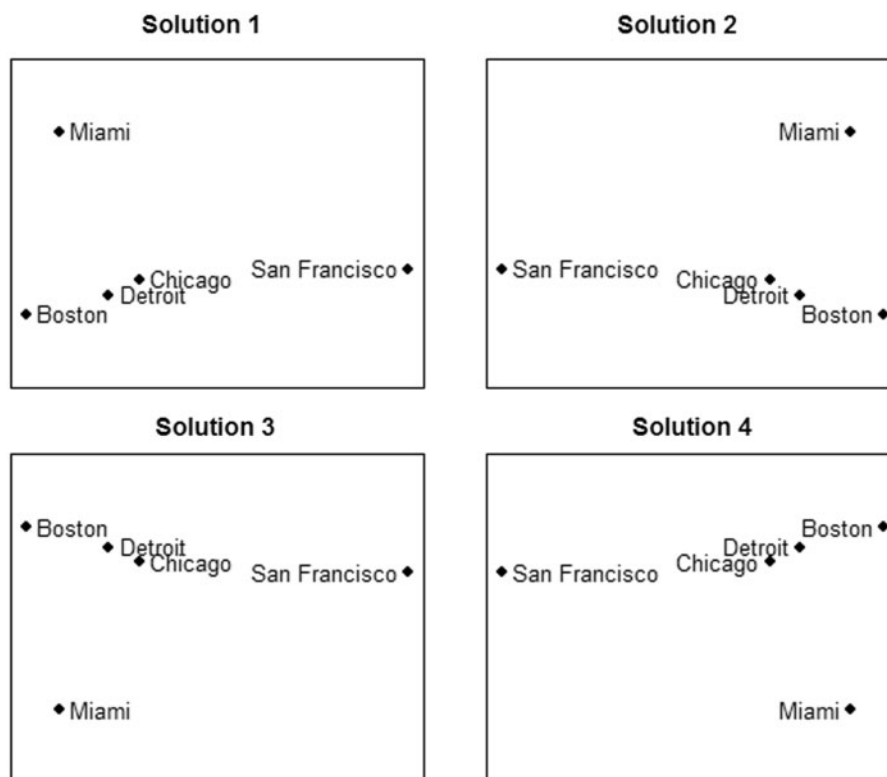 Solution 1
Miami
Chicago
San Francisco
Detroit
Boston
Solution 2
Miami
San Francisco
Chicago
Detroit
Boston
Solution 3
Boston
Detroit
Chicago
San Francisco
Miami
Solution 4
Boston
Detroit
Chicago
San Francisco
Miami